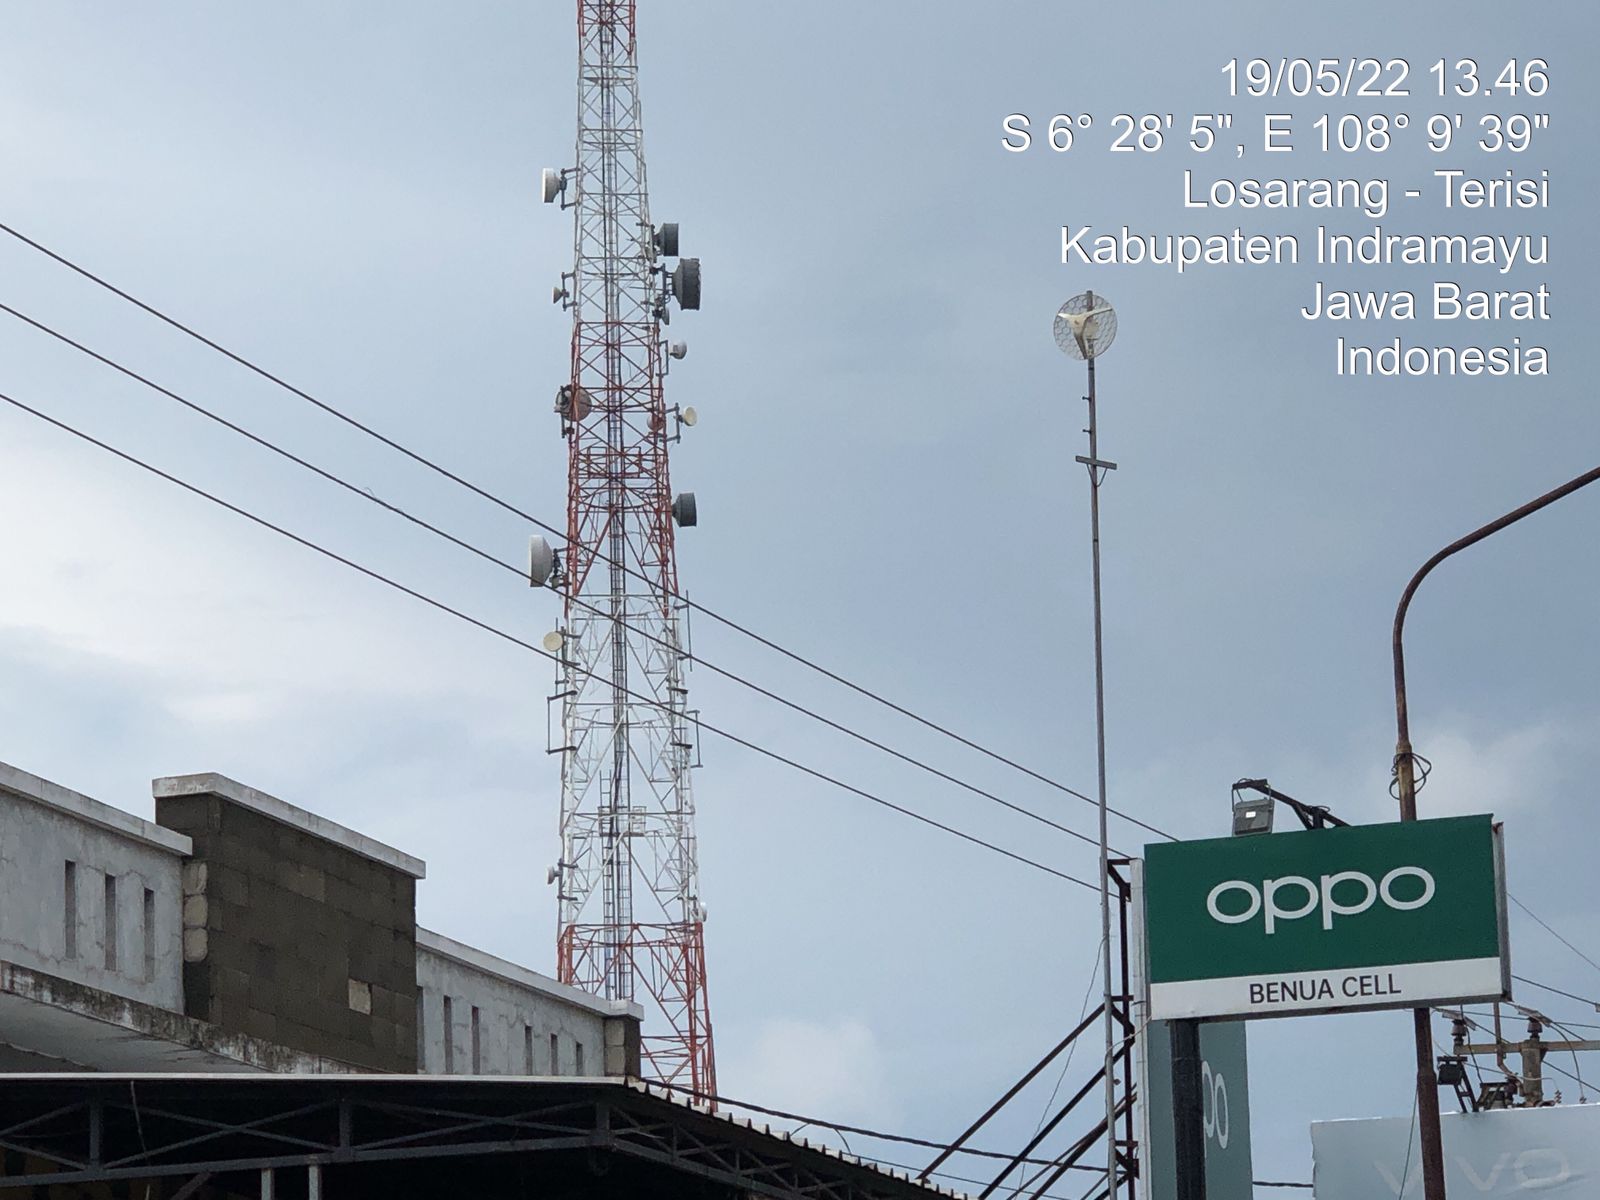 19/05/22 13.46
S 6° 28' 5", E 108° 9' 39"
Losarang - Terisi
Kabupaten Indramayu
Jawa Barat
Indonesia
oppo
BENUA CELL
vivo